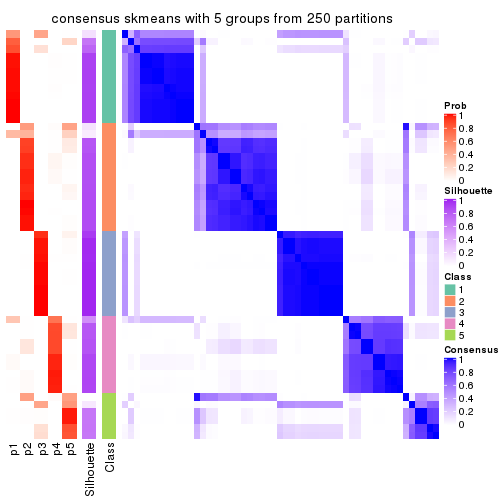 consensus skmeans with 5 groups from 250 partitions
Prob
1
0.8
0.6
0.4
0.2
0
Silhouette
1
0.8
0.6
0.4
0.2
0
Class
1
2
3
4
5
Consensus
1
0.8
0.6
0.4
0.2
0
p1
p2
p3
p4
p5
Silhouette
Class